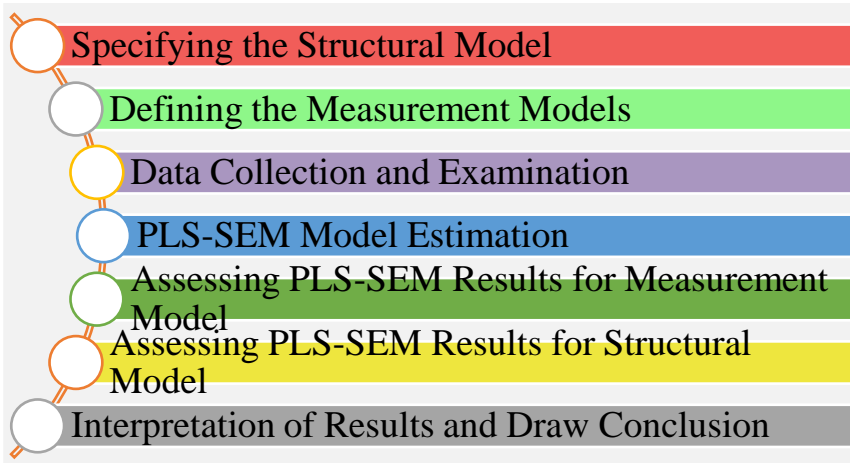 Specifying the Structural Model
Defining the Measurement Models
Data Collection and Examination
PLS-SEM Model Estimation
Assessing PLS-SEM Results for Measurement
Model
Assessing PLS-SEM Results for Structural
Model
Interpretation of Results and Draw Conclusion